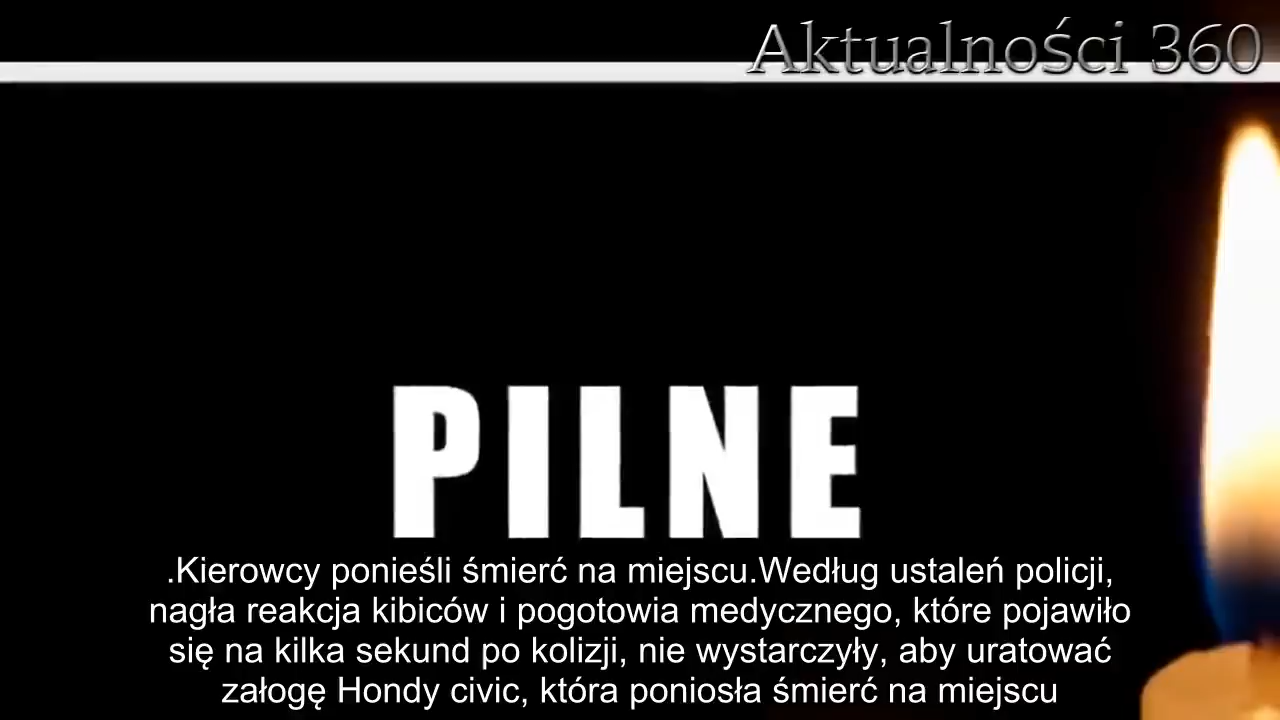 Aktualności 360
PILNE
.Kierowcy ponieśli śmierć na miejscu.Według ustaleń policji,
nagła reakcja kibiców i pogotowia medycznego, które pojawiło
się na kilka sekund po kolizji, nie wystarczyły, aby uratować
załogę Hondy civic, która poniosła śmierć na miejscu